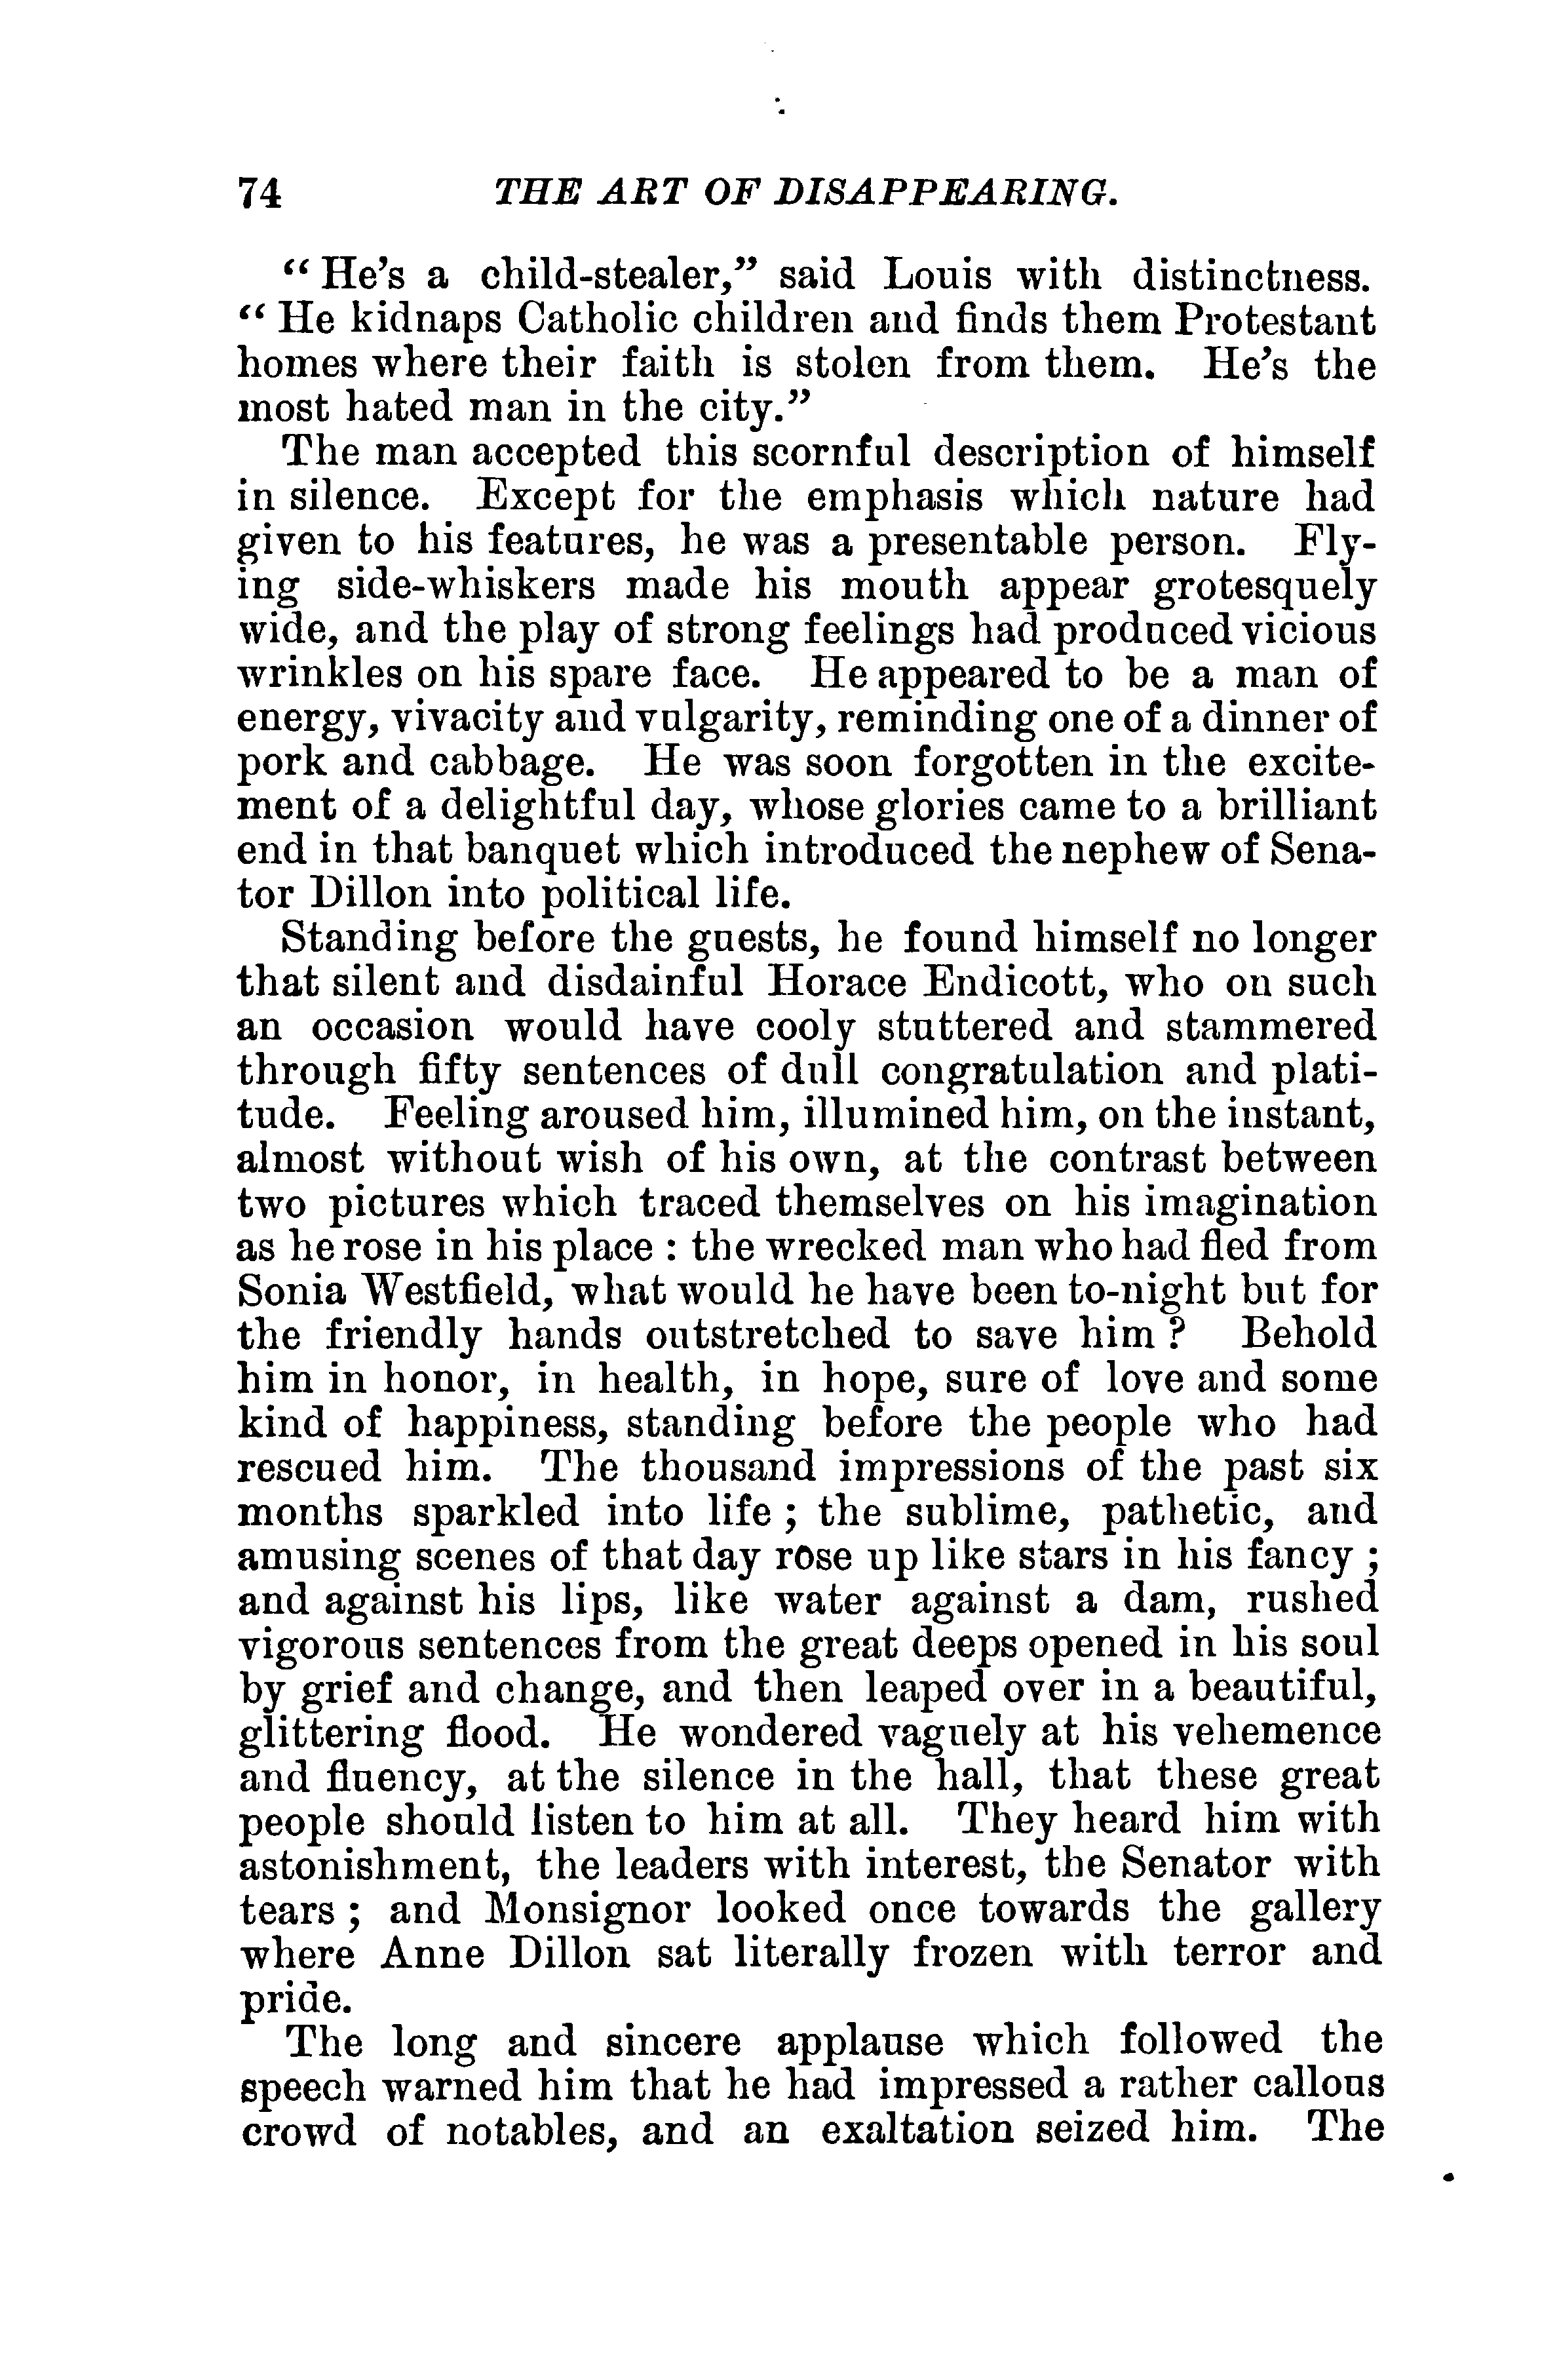 74 THE ART OF DISAPPEARING.
“ He’s a child-stealer,” said Louis with distinctness.
“ He kidnaps Catholic children and finds them Protestant
homes where their faith is stolen from them. He’s the
most hated man in the city.”
The man accepted this scornful description of himself
in silence. Except for the emphasis which nature had
given to his features, he was a presentable person. Fly-
ing side-whiskers made his mouth appear grotesquely
wide, and the play of strong feelings had produced vicious
wrinkles on his spare face. He appeared to be a man of
energy, vivacity and vulgarity, reminding one of a dinner of
pork and cabbage. He was soon forgotten in the excite-
ment of a delightful day, whose glories came to a brilliant
end in that banquet which introduced the nephew of Sena-
tor Dillon into political life.
Standing before the guests, he found himself no longer
that silent and disdainful Horace Endicott, who on such
an occasion would have cooly stuttered and stammered
through fifty sentences of dull congratulation and plati-
tude. Feeling aroused him, illumined him, on the instant,
almost without wish of his own, at the contrast between
two pictures which traced themselves on his imagination
as he rose in his place : the wrecked man who had fled from
Sonia Westfield, what would he have been to-night but for
the friendly hands outstretched to save him ? Behold
him in honor, in health, in hope, sure of love and some
kind of happiness, standing before the people who had
rescued him. The thousand impressions of the past six
months sparkled into life ; the sublime, pathetic, and
amusing scenes of that day rose up like stars in his fancy ;
and against his lips, like water against a dam, rushed
vigorous sentences from the great deeps opened in his soul
by grief and change, and then leaped over in a beautiful,
glittering flood. He wondered vaguely at his vehemence
and fluency, at the silence in the hall, that these great
people should listen to him at all. They heard him with
astonishment, the leaders with interest, the Senator with
tears ; and Monsignor looked once towards the gallery
where Anne Dillon sat literally frozen with terror and
pride.
The long and sincere applause which followed the
speech warned him that he had impressed a rather callous
crowd of notables, and an exaltation seized him. The